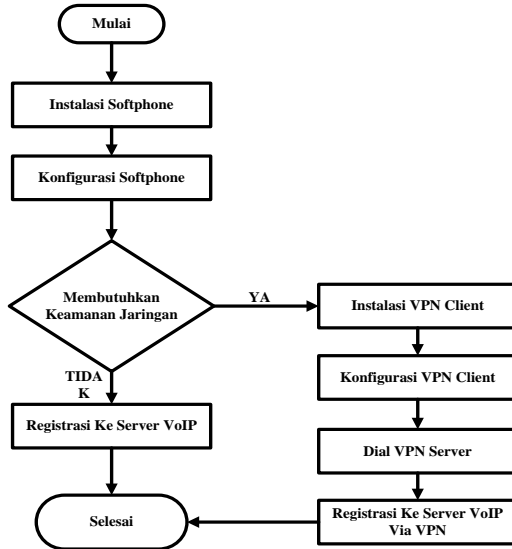 Mulai
Instalasi Softphone
Konfigurasi Softphone
Membutuhkan
Keamanan Jaringan
YA
TIDA
K
Registrasi Ke Server VoIP
Instalasi VPN Client
Konfigurasi VPN Client
Dial VPN Server
Registrasi Ke Server VoIP
Via VPN
Selesai